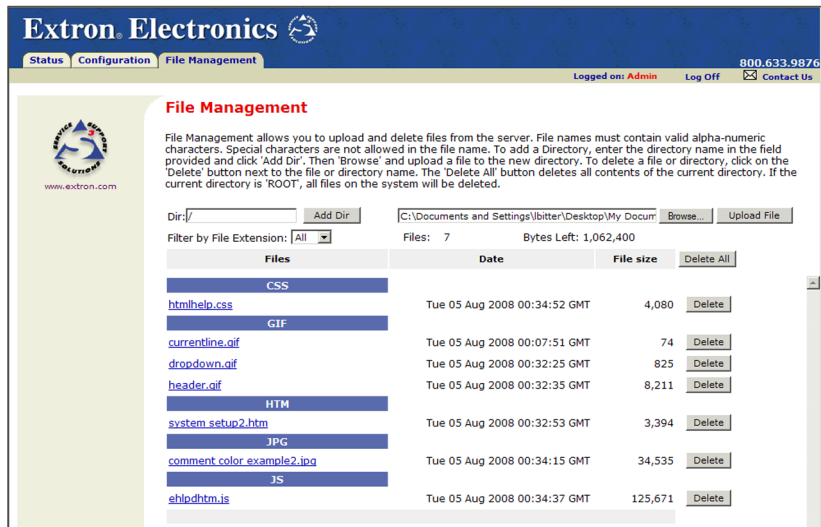 Extron® Electronics
Status Configuration File Management
800.633.9876
Logged on: Admin Log Off Contact Us
File Management
SERVICE SUPPORT SOLUTIONS
3
www.extron.com
File Management allows you to upload and delete files from the server. File names must contain valid alpha-numeric
characters. Special characters are not allowed in the file name. To add a Directory, enter the directory name in the field
provided and click 'Add Dir'. Then 'Browse' and upload a file to the new directory. To delete a file or directory, click on the
'Delete' button next to the file or directory name. The 'Delete All' button deletes all contents of the current directory. If the
current directory is 'ROOT', all files on the system will be deleted.
Dir: / Add Dir C:\Documents and Settings\lbitter\Desktop\My Docum Browse... Upload File
Filter by File Extension: All Files: 7 Bytes Left: 1,062,400
Files Date File size Delete All
CSS
htmlhelp.css Tue 05 Aug 2008 00:34:52 GMT 4,080 Delete
GIF
currentline.gif Tue 05 Aug 2008 00:07:51 GMT 74 Delete
dropdown.gif Tue 05 Aug 2008 00:32:25 GMT 825 Delete
header.gif Tue 05 Aug 2008 00:32:35 GMT 8,211 Delete
HTM
system setup2.htm Tue 05 Aug 2008 00:32:53 GMT 3,394 Delete
JPG
comment color example2.jpg Tue 05 Aug 2008 00:34:15 GMT 34,535 Delete
JS
ehlpdhtm.js Tue 05 Aug 2008 00:34:37 GMT 125,671 Delete